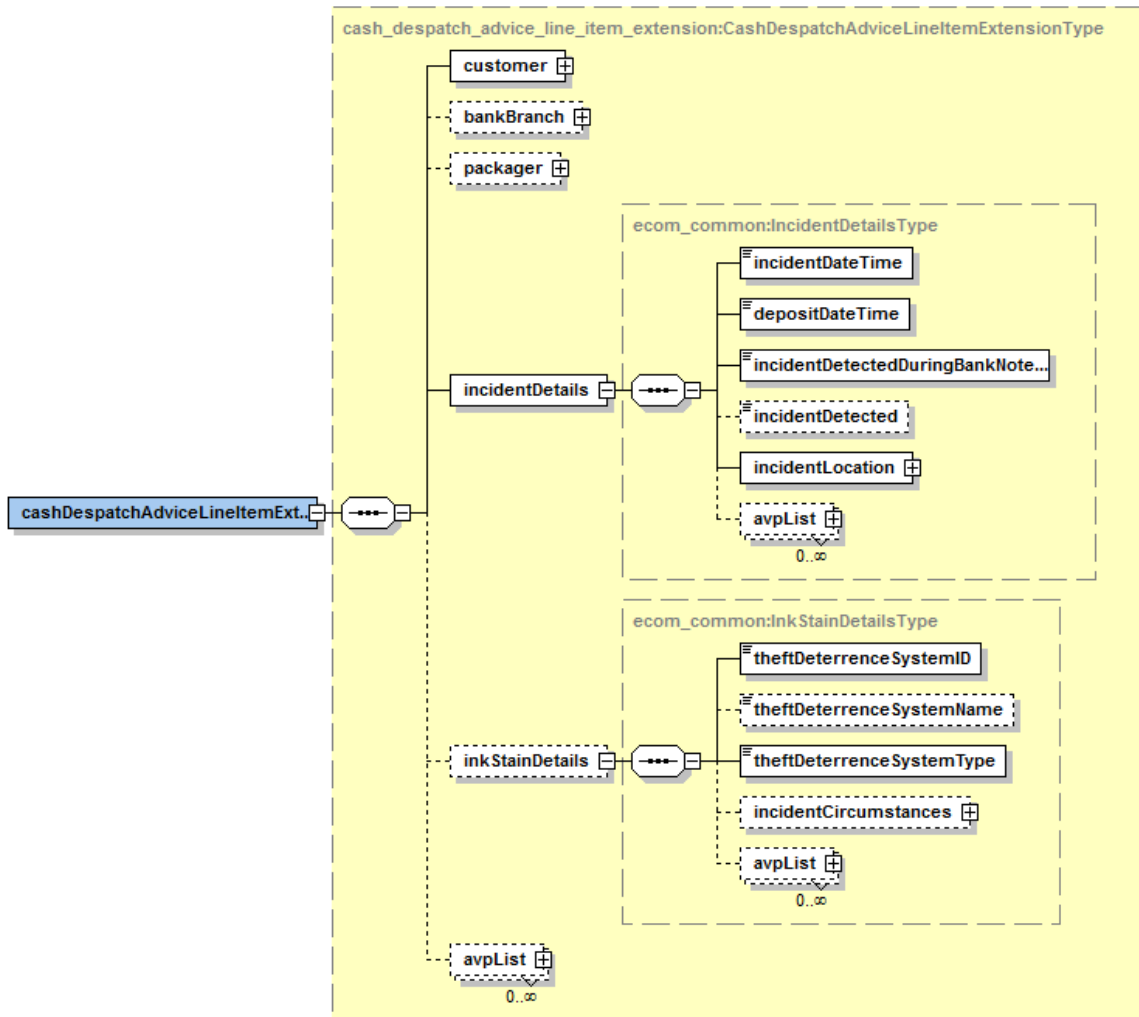 cash_despatch_advice_line_item_extension:CashDespatchAdviceLineItemExtensionType
customer
bankBranch
packager
ecom_common:IncidentDetailsType
incidentDateTime
depositDateTime
incidentDetectedDuringBankNote...
incidentDetails
incidentDetected
incidentLocation
avpList
0..∞
cashDespatchAdviceLineItemExt...
ecom_common:InkStainDetailsType
theftDeterrenceSystemID
theftDeterrenceSystemName
inkStainDetails
theftDeterrenceSystemType
incidentCircumstances
avpList
0..∞
avpList
0..∞